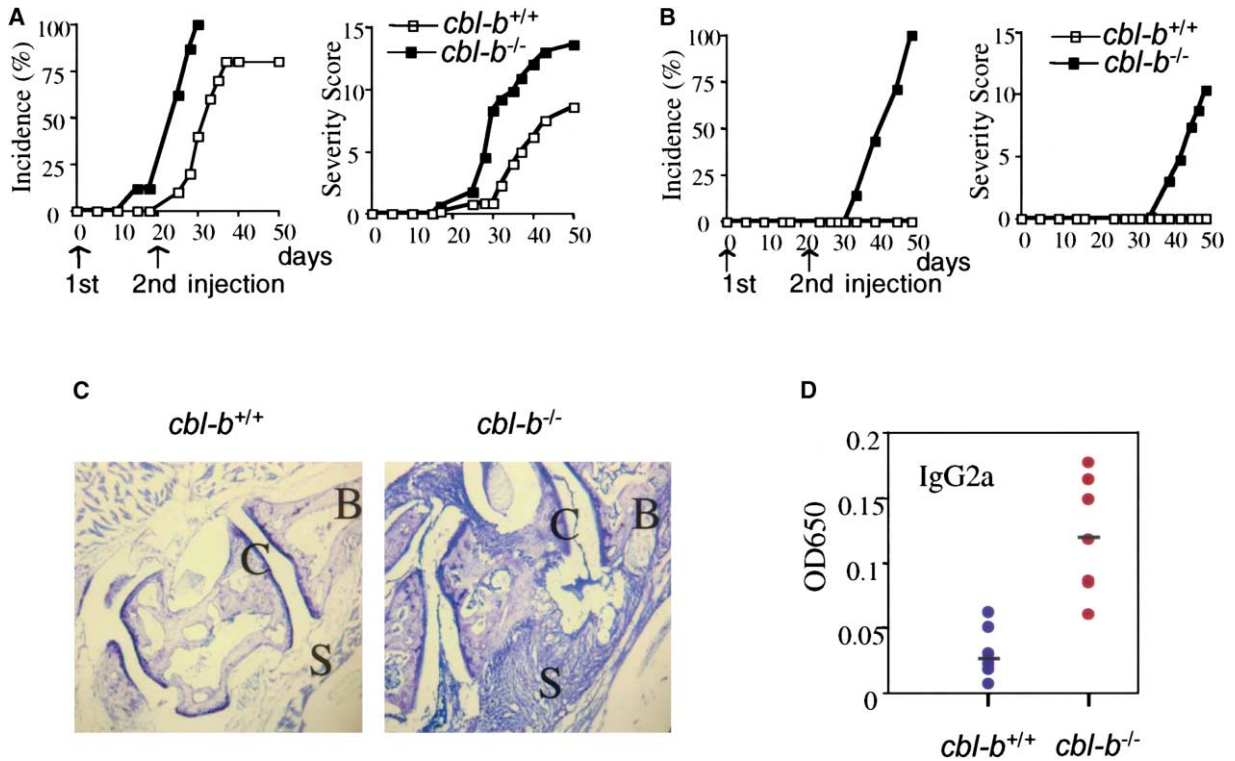 A
Incidence (%)
100
75
50
25
0
0 10 20 30 40 50
days
1st 2nd injection
Severity Score
15
10
5
0
0 10 20 30 40 50
cbl-b+/+
cbl-b-/-
B
Incidence (%)
100
75
50
25
0
0 10 20 30 40 50
days
1st 2nd injection
Severity Score
15
10
5
0
0 10 20 30 40 50
cbl-b+/+
cbl-b-/-
C
cbl-b+/+
B
C
S
cbl-b-/-
C
B
S
D
OD650
0.2
0.15
0.1
0.05
0
IgG2a
cbl-b+/+ cbl-b-/-